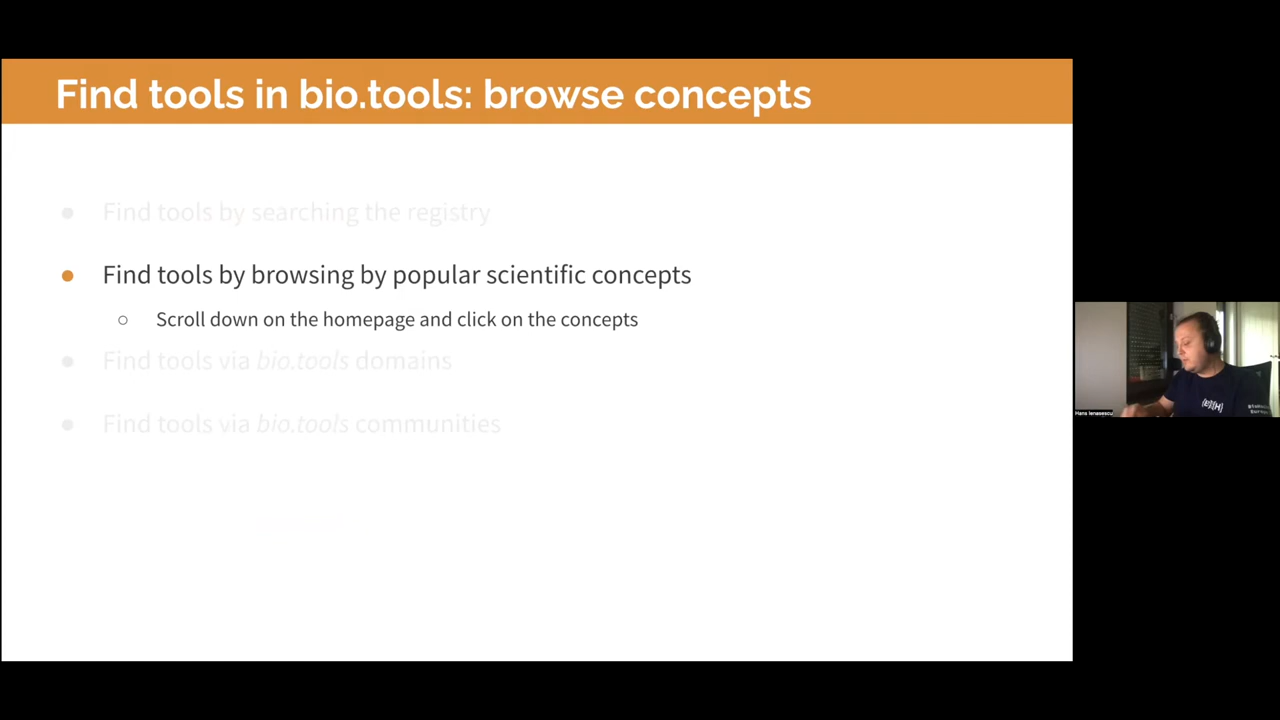 Find tools in bio.tools: browse concepts
● Find tools by searching the registry
● Find tools by browsing by popular scientific concepts
○ Scroll down on the homepage and click on the concepts
● Find tools via bio.tools domains
● Find tools via bio.tools communities
Hans Ienasescu